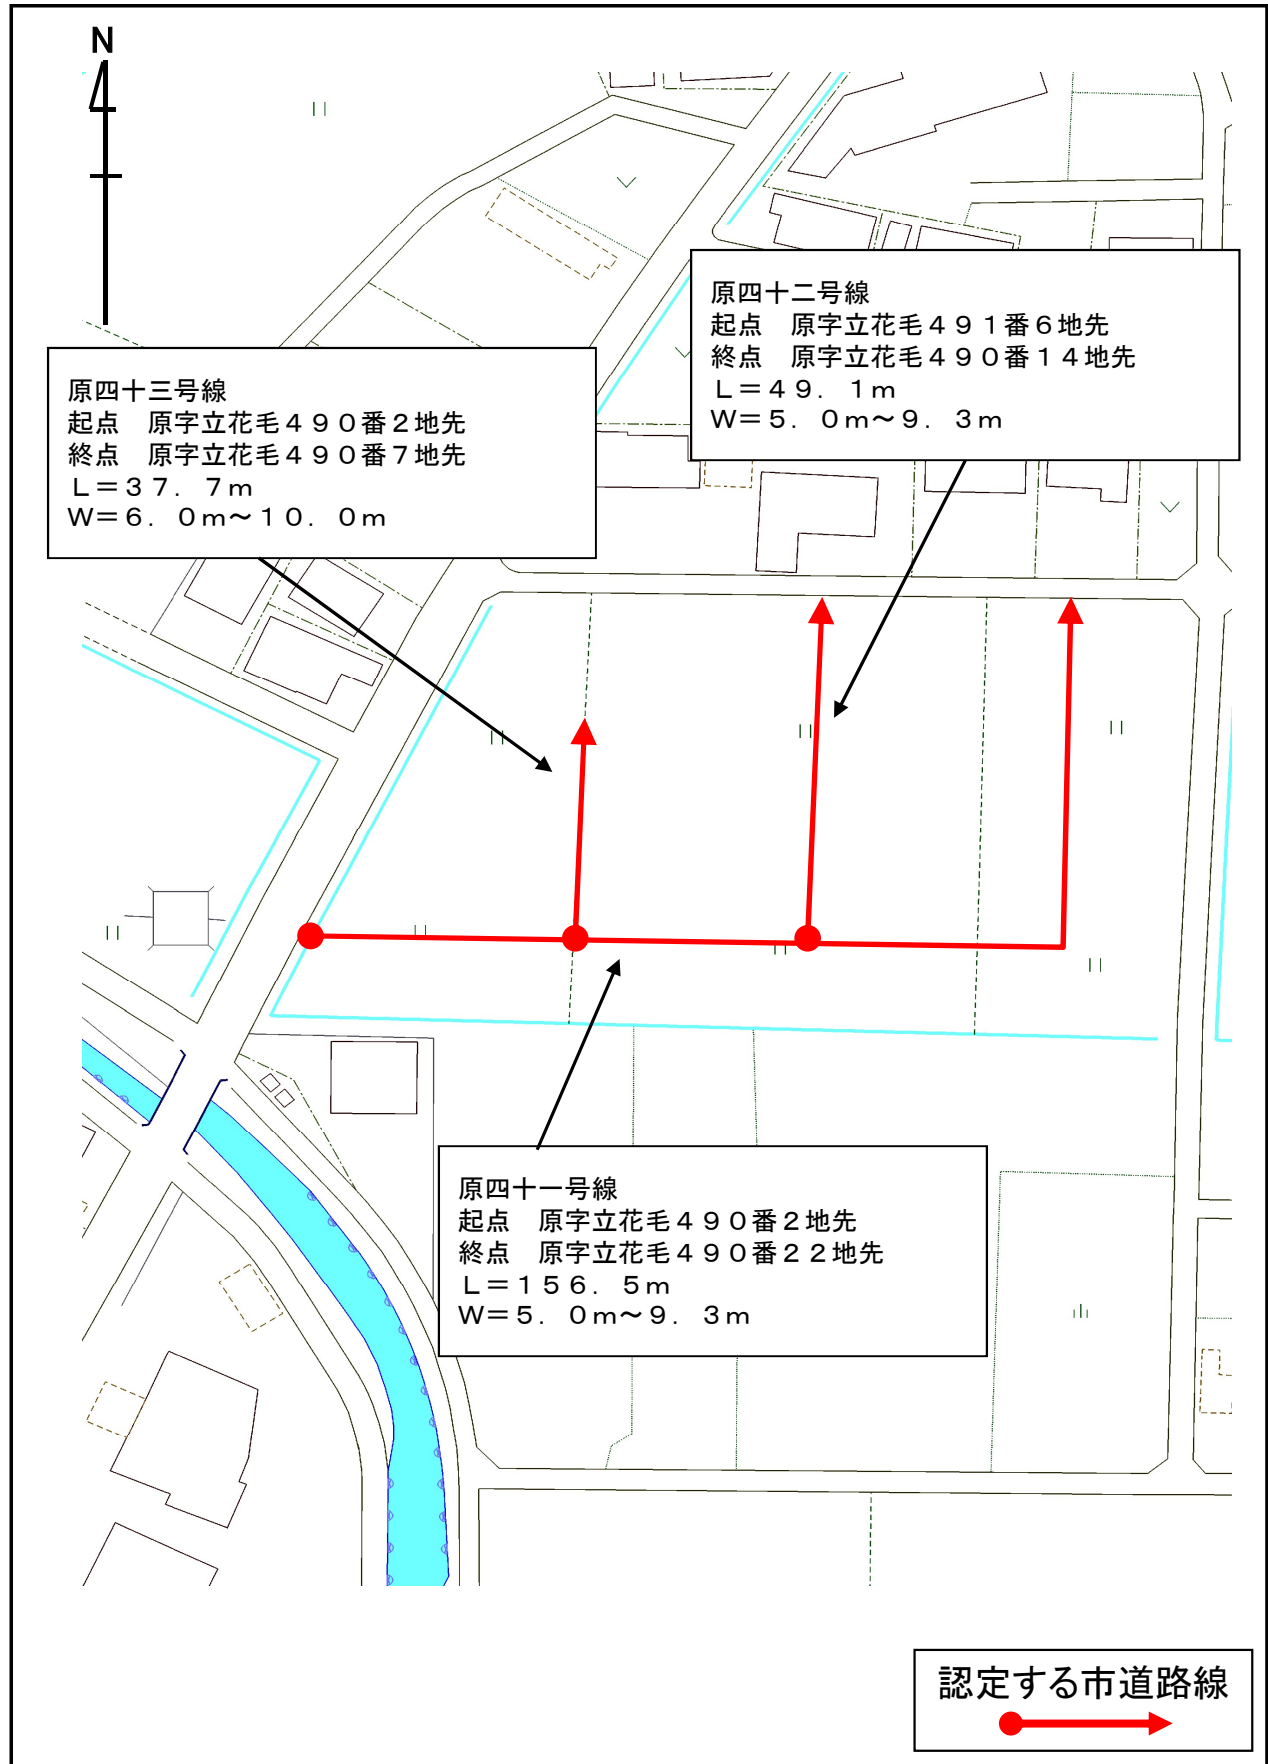 N
原四十二号線
起点　原字立花毛４９１番６地先
終点　原字立花毛４９０番１４地先
Ｌ＝４９．１ｍ
Ｗ＝５．０ｍ～９．３ｍ
原四十三号線
起点　原字立花毛４９０番２地先
終点　原字立花毛４９０番７地先
Ｌ＝３７．７ｍ
Ｗ＝６．０ｍ～１０．０ｍ
原四十一号線
起点　原字立花毛４９０番２地先
終点　原字立花毛４９０番２２地先
Ｌ＝１５６．５ｍ
Ｗ＝５．０ｍ～９．３ｍ
認定する市道路線